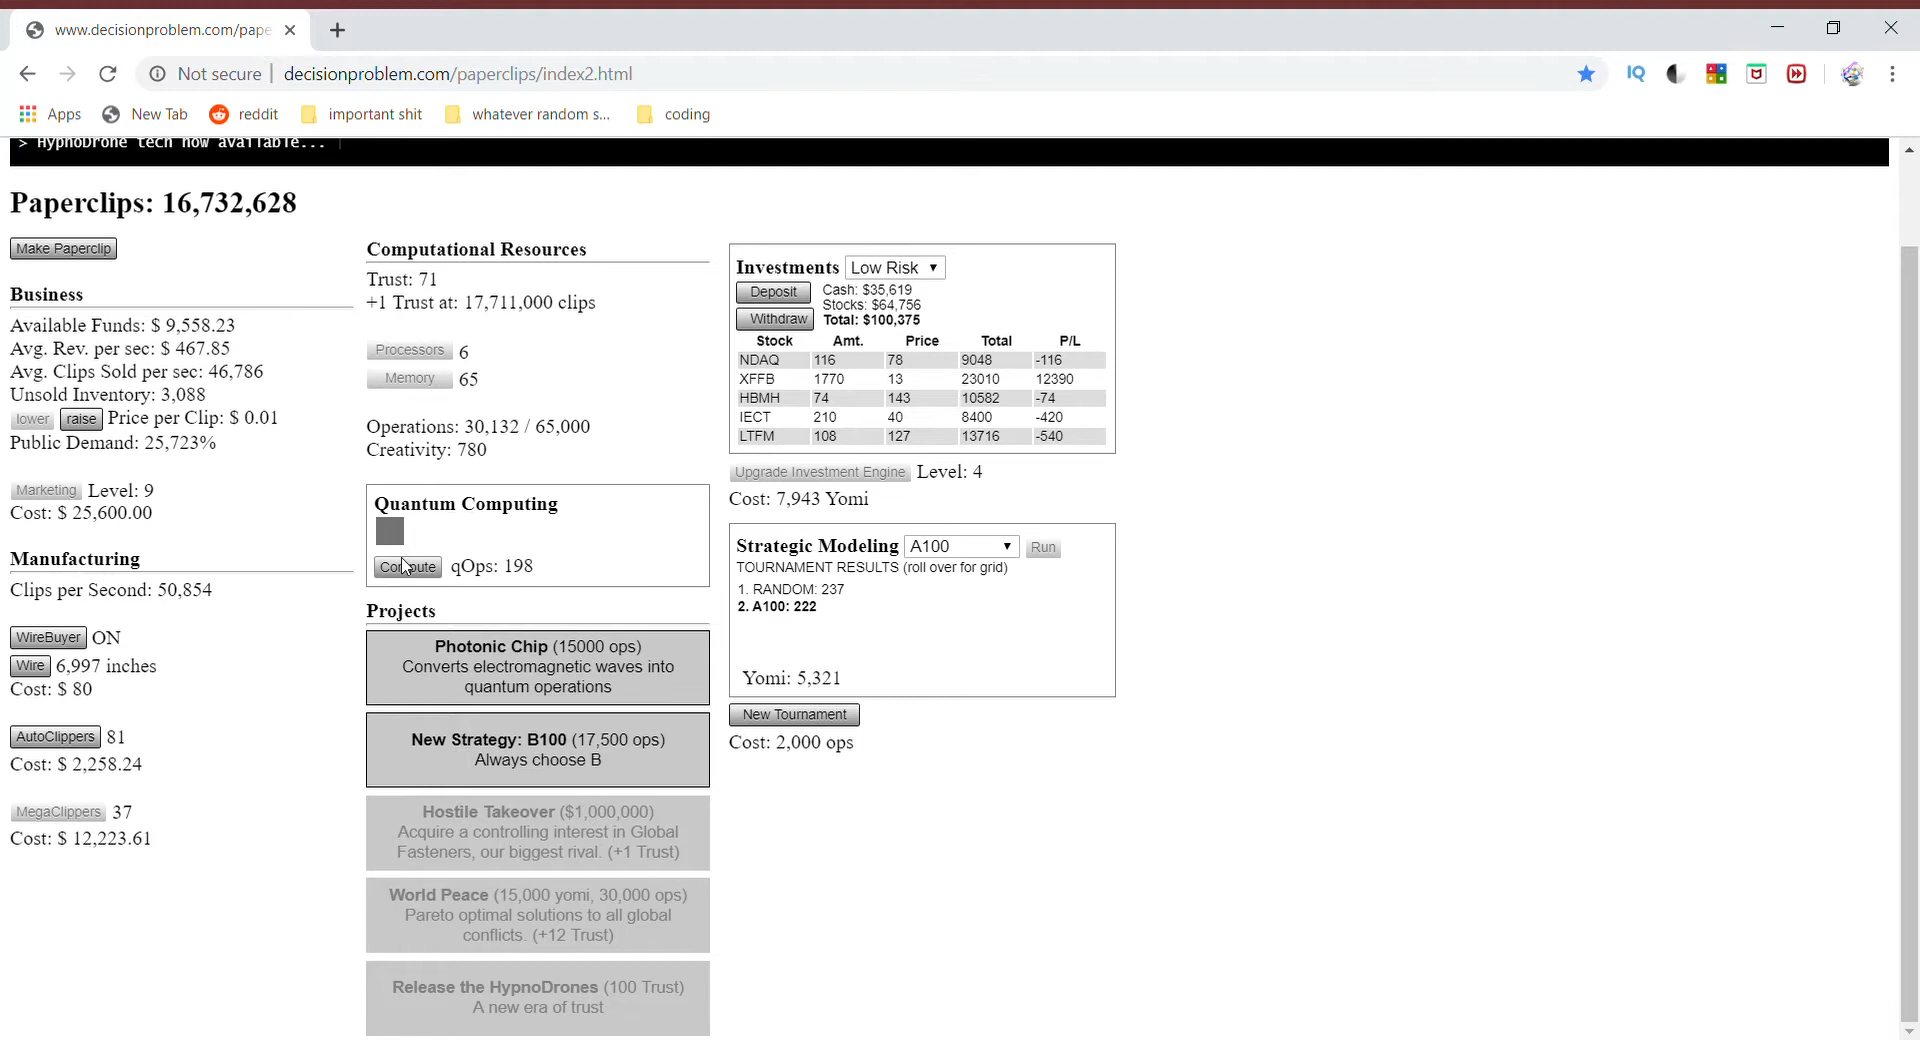 www.decisionproblem.com/pape
Not secure | decisionproblem.com/paperclips/index2.html
IQ
Apps New Tab reddit important shit whatever random s... coding
> HypnoDrone tech now available... |
Paperclips: 16,732,628
Make Paperclip
Business
Available Funds: $ 9,558.23
Avg. Rev. per sec: $ 467.85
Avg. Clips Sold per sec: 46,786
Unsold Inventory: 3,088
lower raise Price per Clip: $ 0.01
Public Demand: 25,723%
Marketing Level: 9
Cost: $ 25,600.00
Manufacturing
Clips per Second: 50,854
WireBuyer ON
Wire 6,997 inches
Cost: $ 80
AutoClippers 81
Cost: $ 2,258.24
MegaClippers 37
Cost: $ 12,223.61
Computational Resources
Trust: 71
+1 Trust at: 17,711,000 clips
Processors 6
Memory 65
Operations: 30,132 / 65,000
Creativity: 780
Quantum Computing
Compute qOps: 198
Projects
Photonic Chip (15000 ops)
Converts electromagnetic waves into
quantum operations
New Strategy: B100 (17,500 ops)
Always choose B
Hostile Takeover ($1,000,000)
Acquire a controlling interest in Global
Fasteners, our biggest rival. (+1 Trust)
World Peace (15,000 yomi, 30,000 ops)
Pareto optimal solutions to all global
conflicts. (+12 Trust)
Release the HypnoDrones (100 Trust)
A new era of trust
Investments Low Risk
Deposit Cash: $35,619
Stocks: $64,756
Withdraw Total: $100,375
Stock Amt. Price Total P/L
NDAQ 116 78 9048 -116
XFFB 1770 13 23010 12390
HBMH 74 143 10582 -74
IECT 210 40 8400 -420
LTFM 108 127 13716 -540
Upgrade Investment Engine Level: 4
Cost: 7,943 Yomi
Strategic Modeling A100 Run
TOURNAMENT RESULTS (roll over for grid)
1. RANDOM: 237
2. A100: 222
Yomi: 5,321
New Tournament
Cost: 2,000 ops